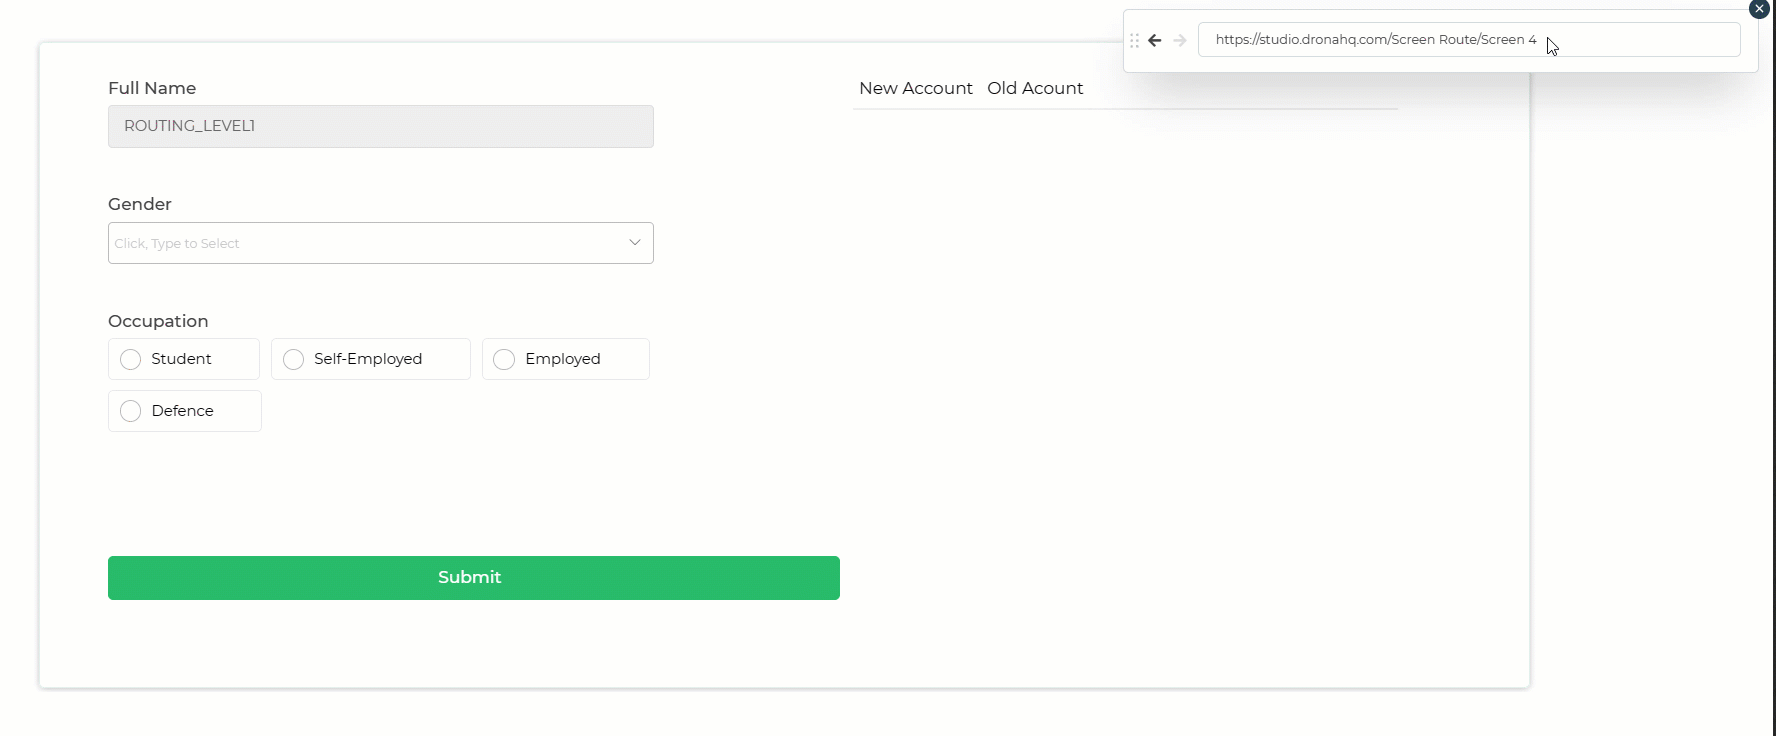 https://studio.dronahq.com/Screen Route/Screen 4
Full Name
ROUTING_LEVEL1
New Account Old Acount
Gender
Click, Type to Select
Occupation
Student Self-Employed Employed
Defence
Submit